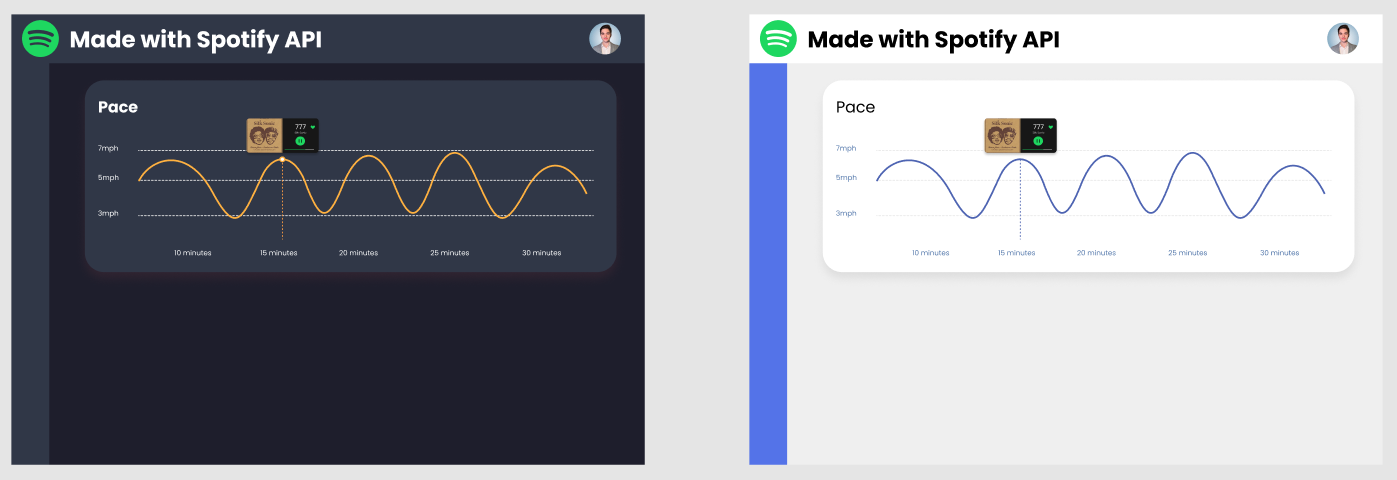 Made with Spotify API
Pace
777
7mph
5mph
3mph
10 minutes
15 minutes
20 minutes
25 minutes
30 minutes
Made with Spotify API
Pace
777
7mph
5mph
3mph
10 minutes
15 minutes
20 minutes
25 minutes
30 minutes